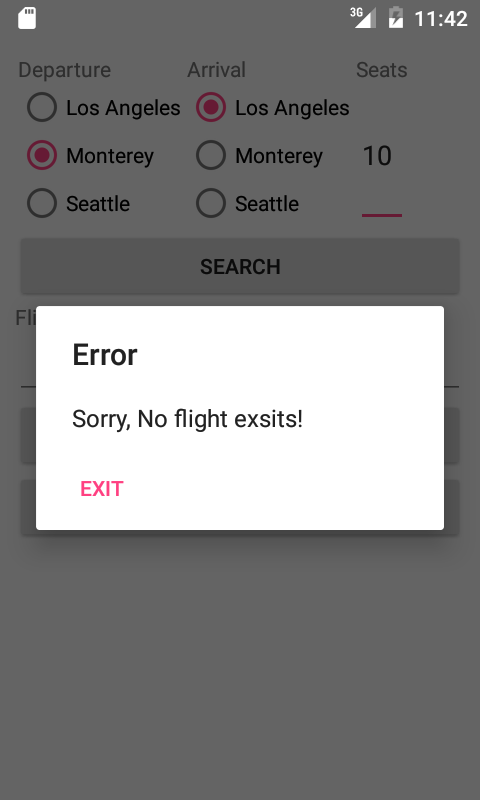 3G 11:42
Departure Arrival Seats
Los Angeles Los Angeles
Monterey Monterey 10
Seattle Seattle
SEARCH
Fli
Error
Sorry, No flight exsits!
EXIT